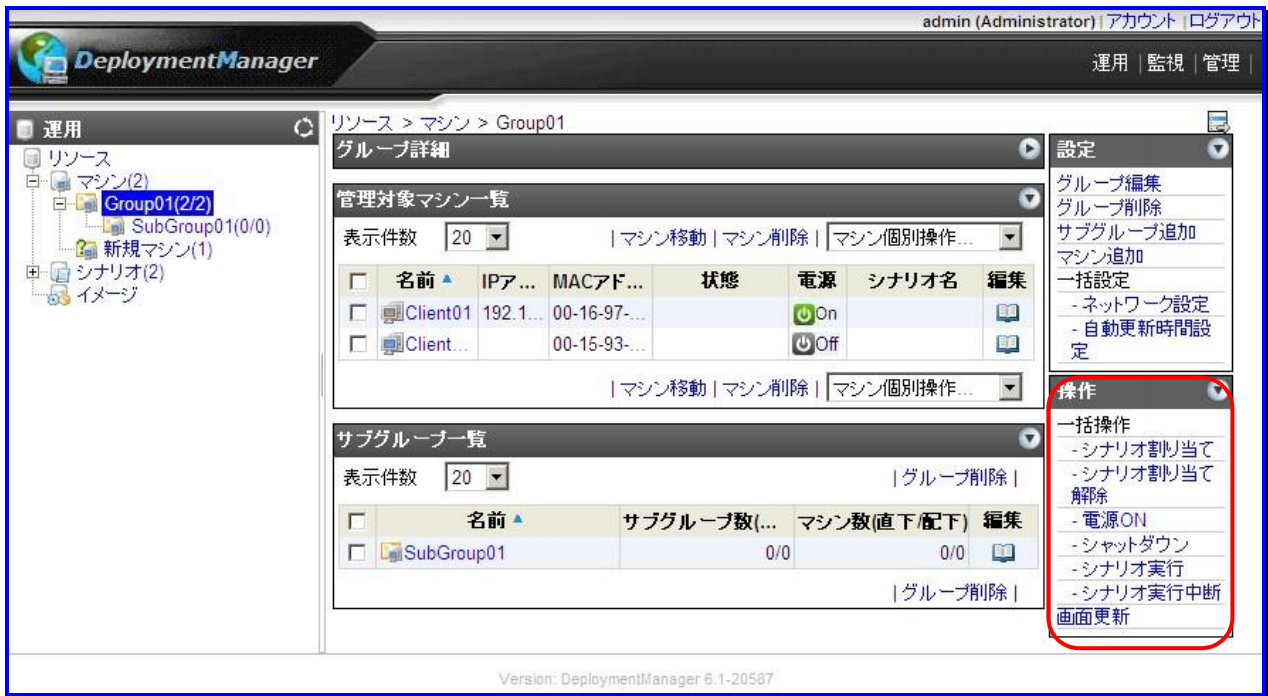 admin (Administrator) | アカウント | ログアウト
DeploymentManager
運用 | 監視 | 管理 |
運用
リソース
マシン(2)
Group01(2/2)
SubGroup01(0/0)
新規マシン(1)
シナリオ(2)
イメージ
リソース > マシン > Group01
グループ詳細
管理対象マシン一覧
表示件数 20 | マシン移動 | マシン削除 | マシン個別操作...
名前 IPア... MACアド... 状態 電源 シナリオ名 編集
Client01 192.1... 00-16-97-... On
Client... 00-15-93-... Off
| マシン移動 | マシン削除 | マシン個別操作...
サブグループ一覧
表示件数 20 | グループ削除 |
名前 サブグループ数(... マシン数(直下/配下) 編集
SubGroup01 0/0 0/0
| グループ削除 |
設定
グループ編集
グループ削除
サブグループ追加
マシン追加
一括設定
- ネットワーク設定
- 自動更新時間設
定
操作
一括操作
- シナリオ割り当て
- シナリオ割り当て
解除
- 電源ON
- シャットダウン
- シナリオ実行
- シナリオ実行中断
画面更新
Version: DeploymentManager 6.1-20587